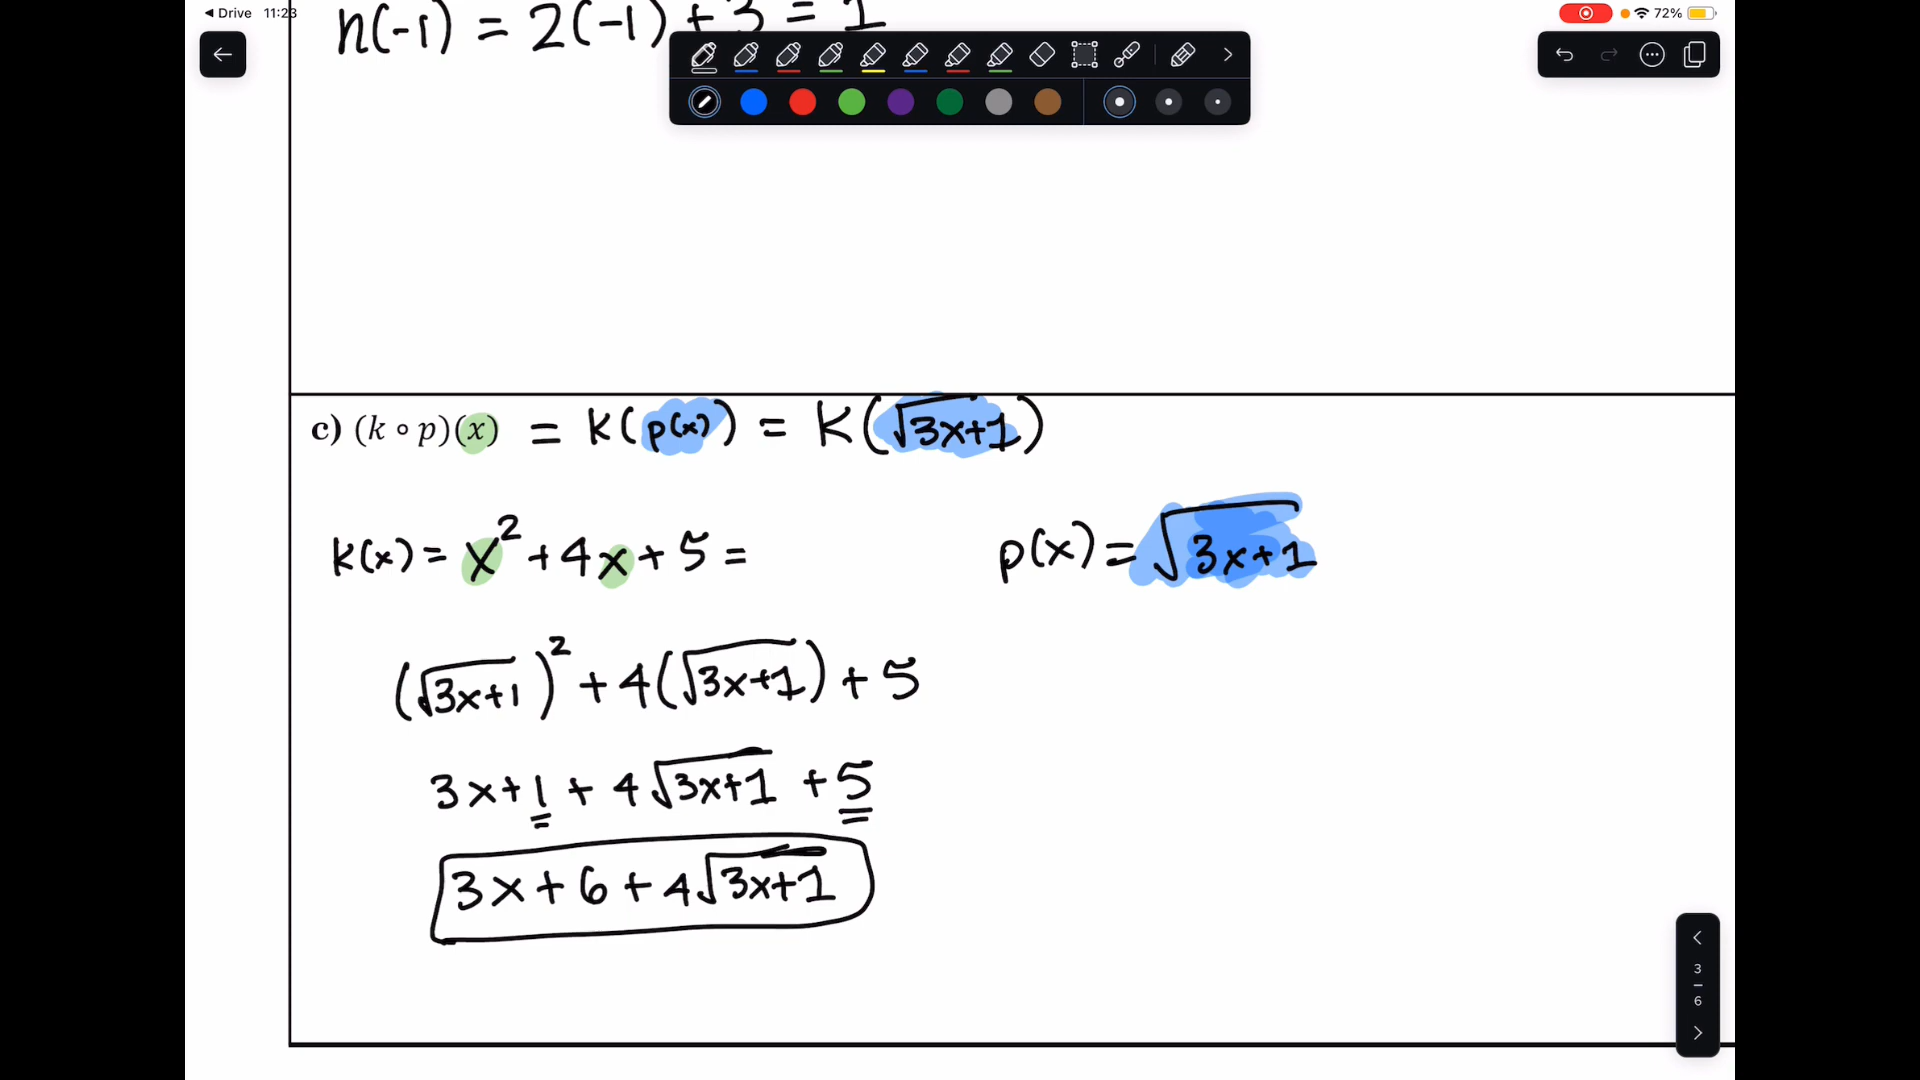 ◄ Drive 11:23
72%
n(-1) = 2(-1) + 3 = 1
c) (k ∘ p)(x) = k(p(x)) = k(√3x+1)
k(x) = x² + 4x + 5 =
p(x) = √3x+1
(√3x+1)² + 4(√3x+1) + 5
3x+1 + 4√3x+1 + 5
3x + 6 + 4√3x+1
3
6